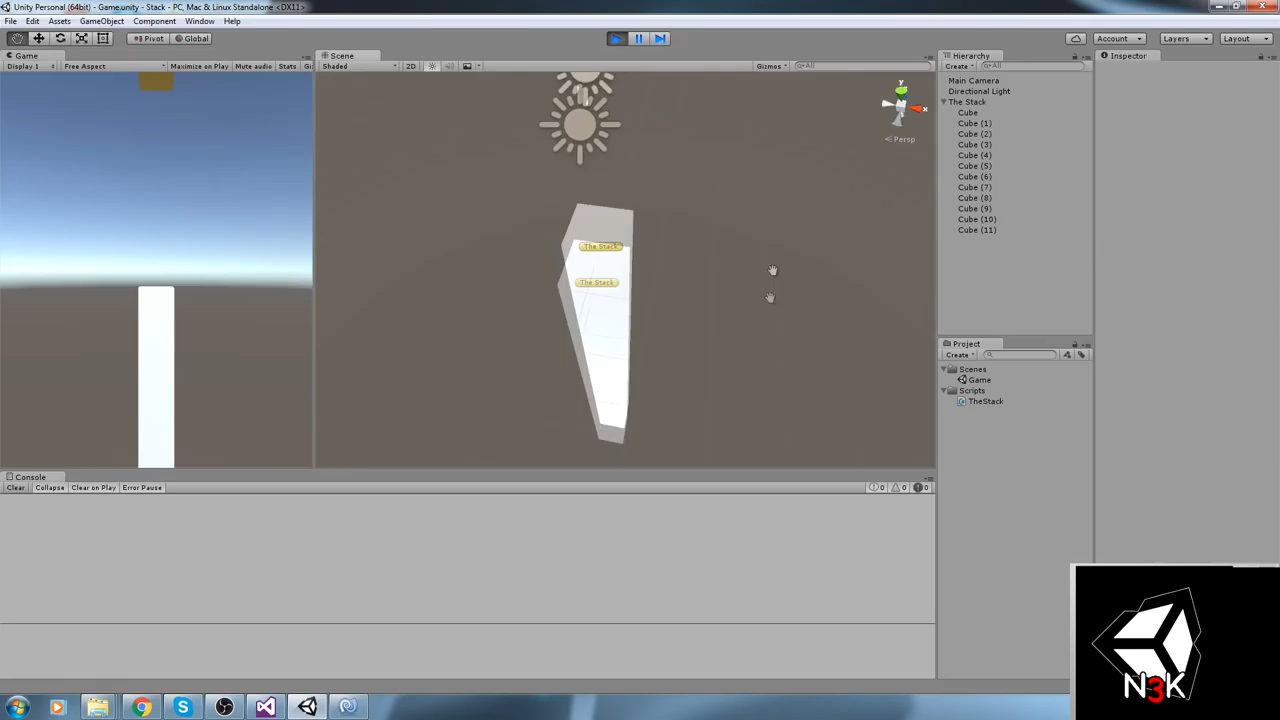 Unity Personal (64bit) - Game.unity - Stack - PC, Mac & Linux Standalone <DX11>
File Edit Assets GameObject Component Window Help
Pivot Global Account Layers Layout
Game Scene Hierarchy Inspector
Display 1 Free Aspect Maximize on Play Mute audio Stats Gi Shaded 2D Gizmos All Create All
Main Camera
Directional Light
The Stack
Cube
Cube (1)
Cube (2)
Cube (3)
Cube (4)
Cube (5)
Cube (6)
Cube (7)
Cube (8)
Cube (9)
Cube (10)
Cube (11)
y
x
Persp
The Stack
The Stack
Project
Create
Scenes
Game
Scripts
TheStack
Console
Clear Collapse Clear on Play Error Pause 0 0 0
N3K